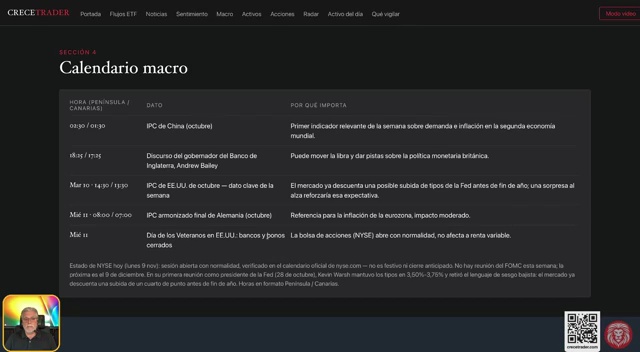 CRECETRADER Portada Flujos ETF Noticias Sentimiento Macro Activos Acciones Radar Activo del día Qué vigilar Modo vídeo
SECCIÓN 4
Calendario macro
HORA (PENÍNSULA / CANARIAS) DATO POR QUÉ IMPORTA
02:30 / 01:30 IPC de China (octubre) Primer indicador relevante de la semana sobre demanda e inflación en la segunda economía
mundial.
18:25 / 17:25 Discurso del gobernador del Banco de Puede mover la libra y dar pistas sobre la política monetaria británica.
Inglaterra, Andrew Bailey
Mar 10 · 14:30 / 13:30 IPC de EE.UU. de octubre — dato clave de la El mercado ya descuenta una posible subida de tipos de la Fed antes de fin de año; una sorpresa al
semana alza reforzaría esa expectativa.
Mié 11 · 08:00 / 07:00 IPC armonizado final de Alemania (octubre) Referencia para la inflación de la eurozona, impacto moderado.
Mié 11 Día de los Veteranos en EE.UU.: bancos y bonos La bolsa de acciones (NYSE) abre con normalidad, no afecta a renta variable.
cerrados
Estado de NYSE hoy (lunes 9 nov): sesión abierta con normalidad, verificado en el calendario oficial de nyse.com — no es festivo ni cierre anticipado. No hay reunión del FOMC esta semana; la
próxima es el 9 de diciembre. En su primera reunión como presidente de la Fed (28 de octubre), Kevin Warsh mantuvo los tipos en 3,50%-3,75% y retiró el lenguaje de sesgo bajista: el mercado ya
descuenta una subida de un cuarto de punto antes de fin de año. Horas en formato Península / Canarias.
crecetrader.com